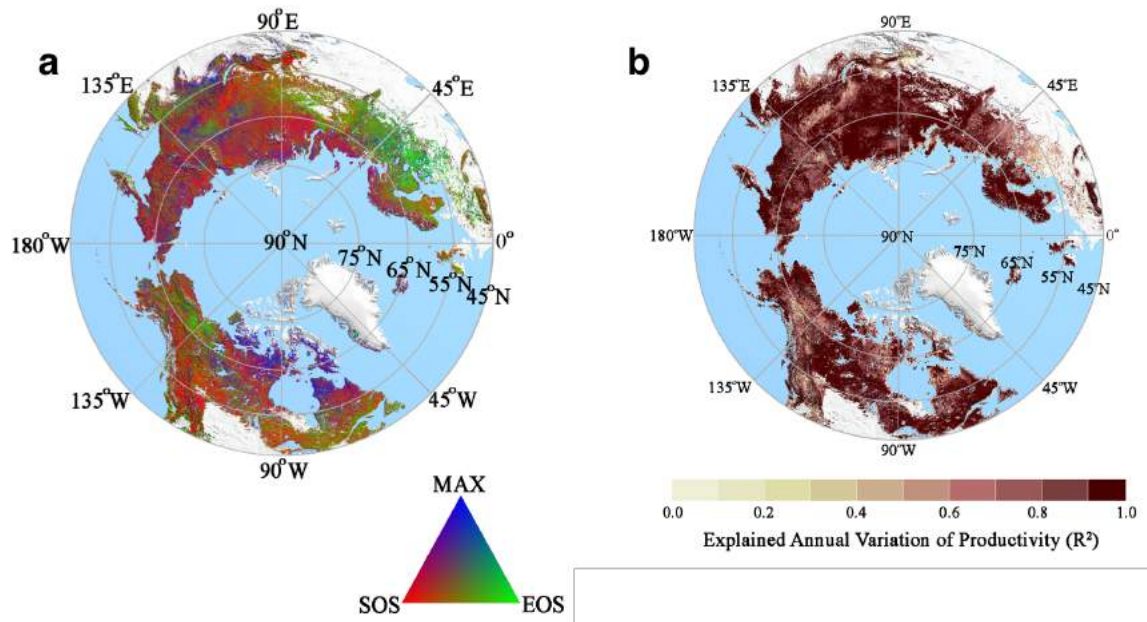 a
90°E
135°E
45°E
180°W
90°N
75°N
65°N
55°N
45°N
0°
135°W
45°W
90°W
MAX
SOS
EOS
b
90°E
135°E
45°E
180°W
90°N
75°N
65°N
55°N
45°N
0°
135°W
45°W
90°W
0.0 0.2 0.4 0.6 0.8 1.0
Explained Annual Variation of Productivity (R²)